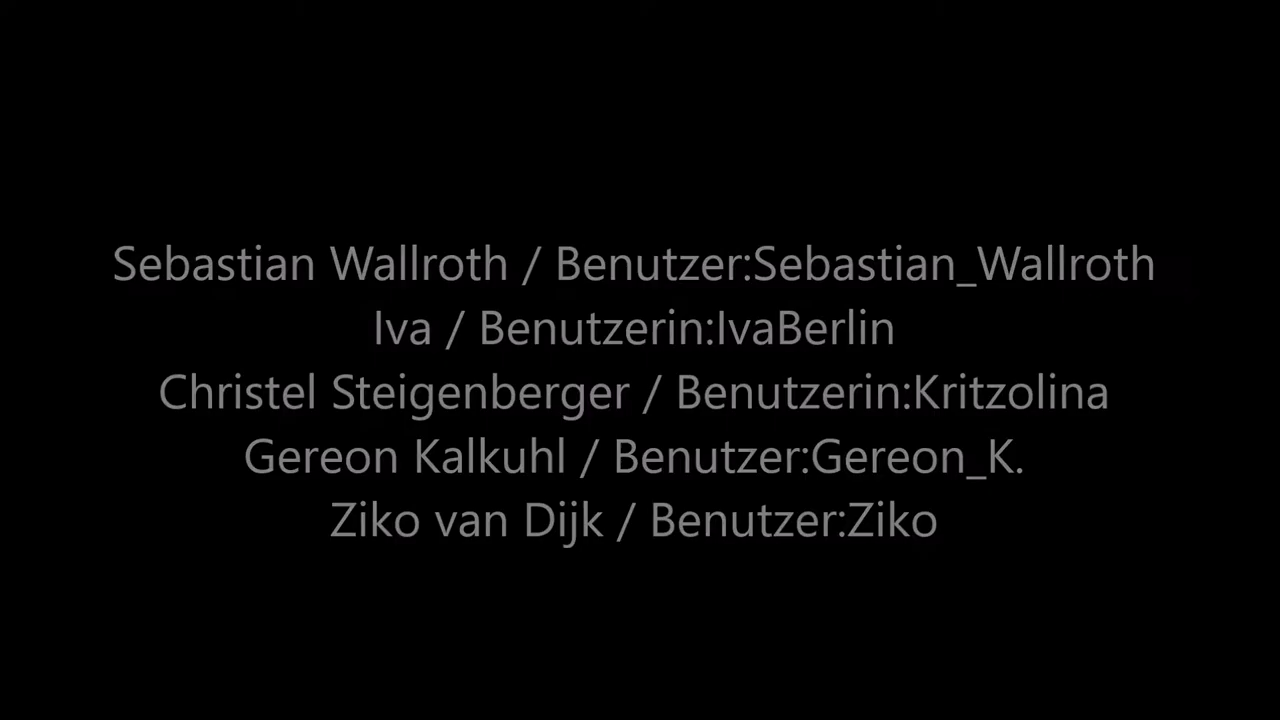 Sebastian Wallroth / Benutzer:Sebastian_Wallroth
Iva / Benutzerin:IvaBerlin
Christel Steigenberger / Benutzerin:Kritzolina
Gereon Kalkuhl / Benutzer:Gereon_K.
Ziko van Dijk / Benutzer:Ziko